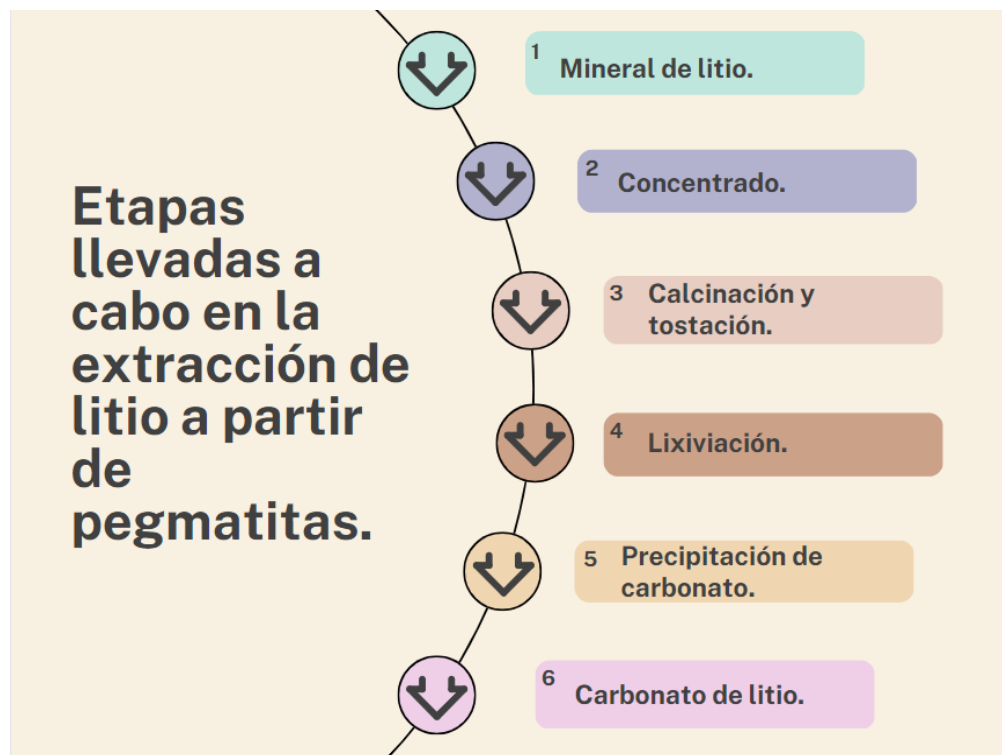 Etapas
llevadas a
cabo en la
extracción de
litio a partir
de
pegmatitas.
1 Mineral de litio.
2 Concentrado.
3 Calcinación y
tostación.
4 Lixiviación.
5 Precipitación de
carbonato.
6 Carbonato de litio.